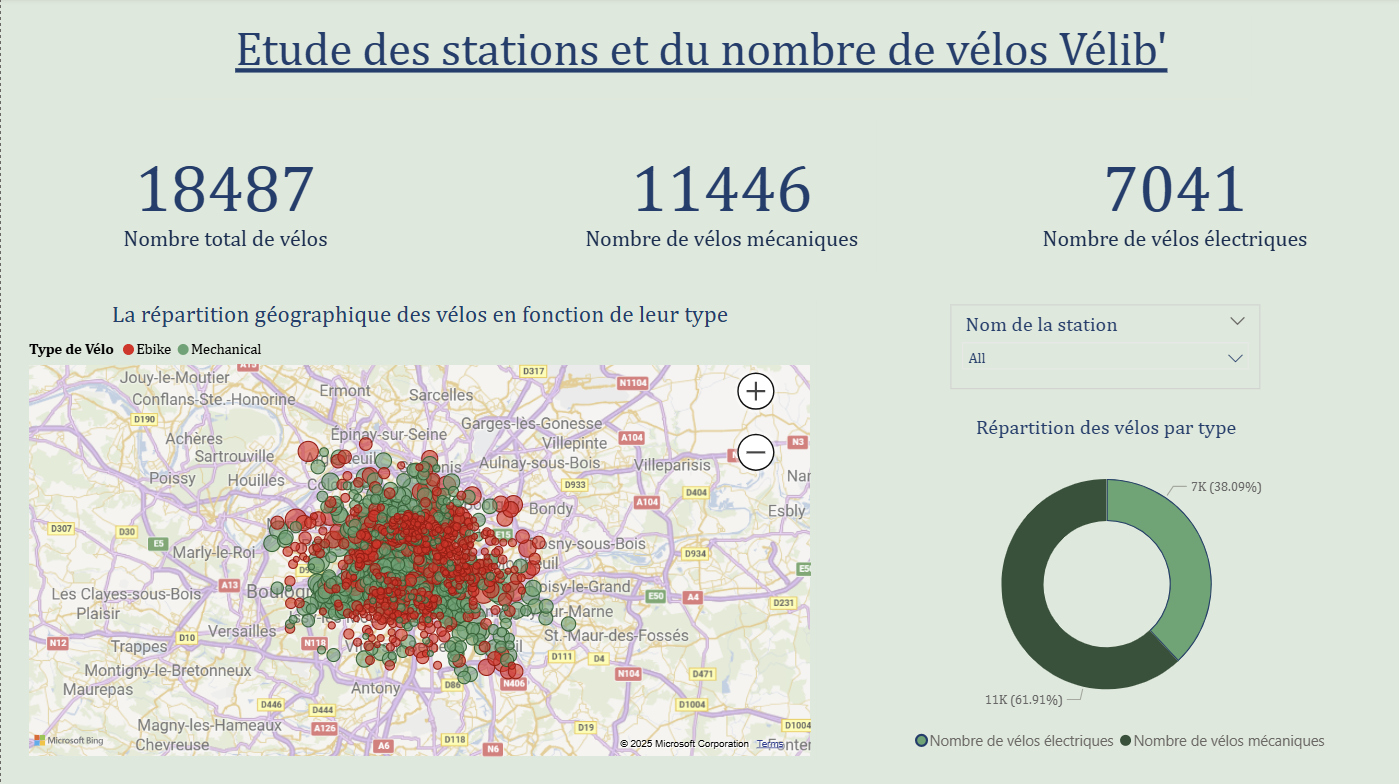 Etude des stations et du nombre de vélos Vélib'
18487
Nombre total de vélos
11446
Nombre de vélos mécaniques
7041
Nombre de vélos électriques
La répartition géographique des vélos en fonction de leur type
Type de Vélo Ebike Mechanical
Nom de la station
All
Répartition des vélos par type
7K (38.09%)
11K (61.91%)
Nombre de vélos électriques Nombre de vélos mécaniques
D317
Jouy-le-Moutier
N1104
Ermont
Sarcelles
Conflans-Ste.-Honorine
D190
Garges-lès-Gonesse
Épinay-sur-Seine
Achères
Villepinte
A104
N3
Sartrouville
Aulnay-sous-Bois
Villeparisis
Poissy
Houilles
D933
D404
A104
Bondy
Esbly
D307
D30
E5
Marly-le-Roi
D934
A13
Les Clayes-sous-Bois
E50
A4
D231
Plaisir
Versailles
St.-Maur-des-Fossés
N12
D10
N118
Trappes
D111
D4
Montigny-le-Bretonneux
N104
D471
Maurepas
Antony
D86
N406
D446
D444
D1004
Magny-les-Hameaux
A126
D19
D1004
Chevreuse
A6
D118
N6
Microsoft Bing
© 2025 Microsoft Corporation Terms